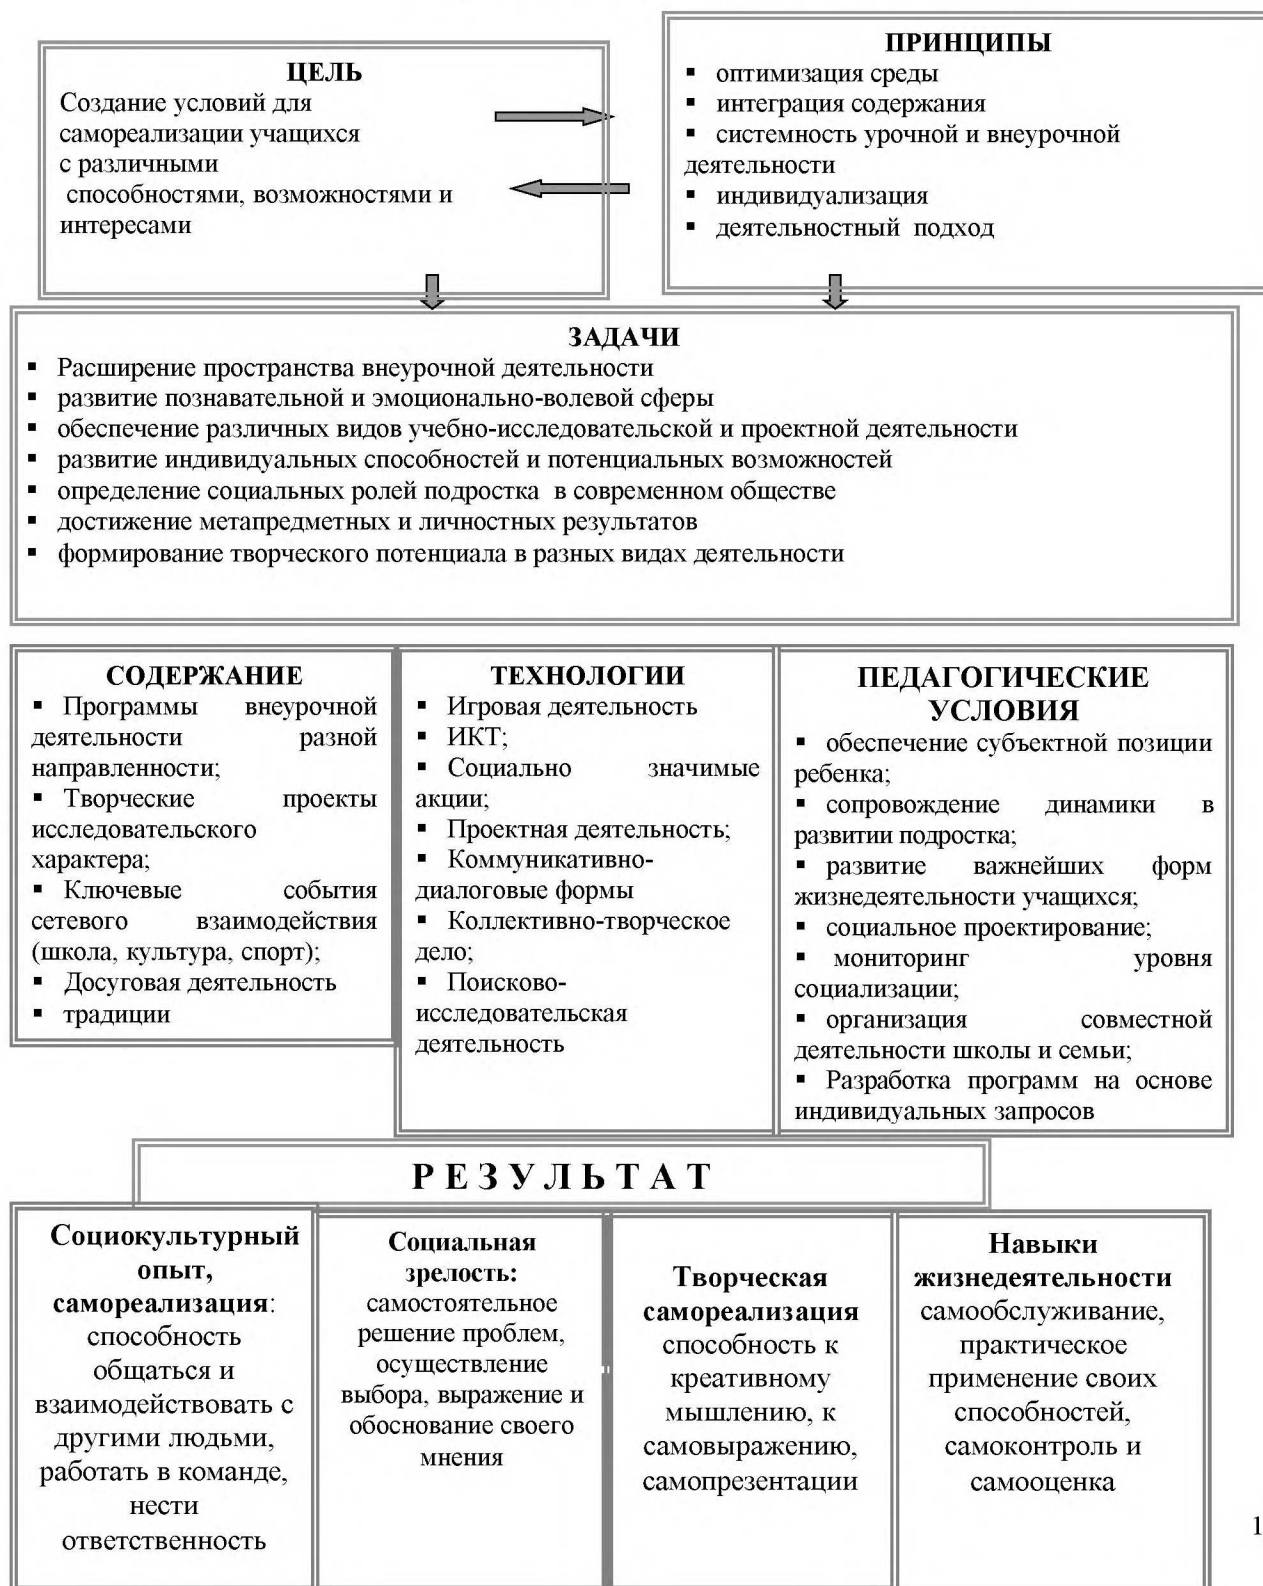 ЦЕЛЬ
Создание условий для
самореализации учащихся
с различными
способностями, возможностями и
интересами
ПРИНЦИПЫ
▪ оптимизация среды
▪ интеграция содержания
▪ системность урочной и внеурочной
деятельности
▪ индивидуализация
▪ деятельностный подход
ЗАДАЧИ
▪ Расширение пространства внеурочной деятельности
▪ развитие познавательной и эмоционально-волевой сферы
▪ обеспечение различных видов учебно-исследовательской и проектной деятельности
▪ развитие индивидуальных способностей и потенциальных возможностей
▪ определение социальных ролей подростка в современном обществе
▪ достижение метапредметных и личностных результатов
▪ формирование творческого потенциала в разных видах деятельности
СОДЕРЖАНИЕ
▪ Программы внеурочной
деятельности разной
направленности;
▪ Творческие проекты
исследовательского
характера;
▪ Ключевые события
сетевого взаимодействия
(школа, культура, спорт);
▪ Досуговая деятельность
▪ традиции
ТЕХНОЛОГИИ
▪ Игровая деятельность
▪ ИКТ;
▪ Социально значимые
акции;
▪ Проектная деятельность;
▪ Коммуникативно-
диалоговые формы
▪ Коллективно-творческое
дело;
▪ Поисково-
исследовательская
деятельность
ПЕДАГОГИЧЕСКИЕ
УСЛОВИЯ
▪ обеспечение субъектной позиции
ребенка;
▪ сопровождение динамики в
развитии подростка;
▪ развитие важнейших форм
жизнедеятельности учащихся;
▪ социальное проектирование;
▪ мониторинг уровня
социализации;
▪ организация совместной
деятельности школы и семьи;
▪ Разработка программ на основе
индивидуальных запросов
Р Е З У Л Ь Т А Т
Социокультурный
опыт,
самореализация:
способность
общаться и
взаимодействовать с
другими людьми,
работать в команде,
нести
ответственность
Социальная
зрелость:
самостоятельное
решение проблем,
осуществление
выбора, выражение и
обоснование своего
мнения
Творческая
самореализация
способность к
креативному
мышлению, к
самовыражению,
самопрезентации
Навыки
жизнедеятельности
самообслуживание,
практическое
применение своих
способностей,
самоконтроль и
самооценка
1